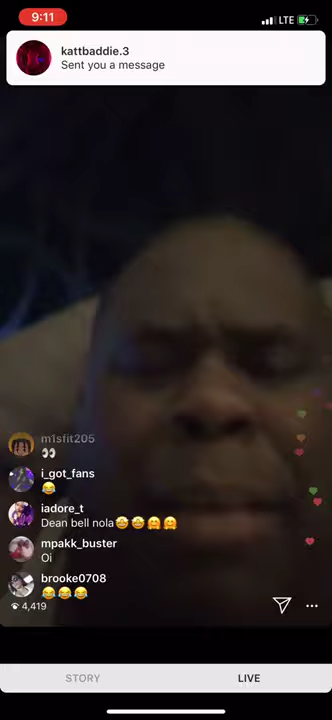 9:11
LTE
kattbaddie.3
Sent you a message
m1sfit205
👀
i_got_fans
😂
iadore_t
Dean bell nola🤩🤩🤗🤗
mpakk_buster
Oi
brooke0708
😂😂😂
4,419
STORY
LIVE